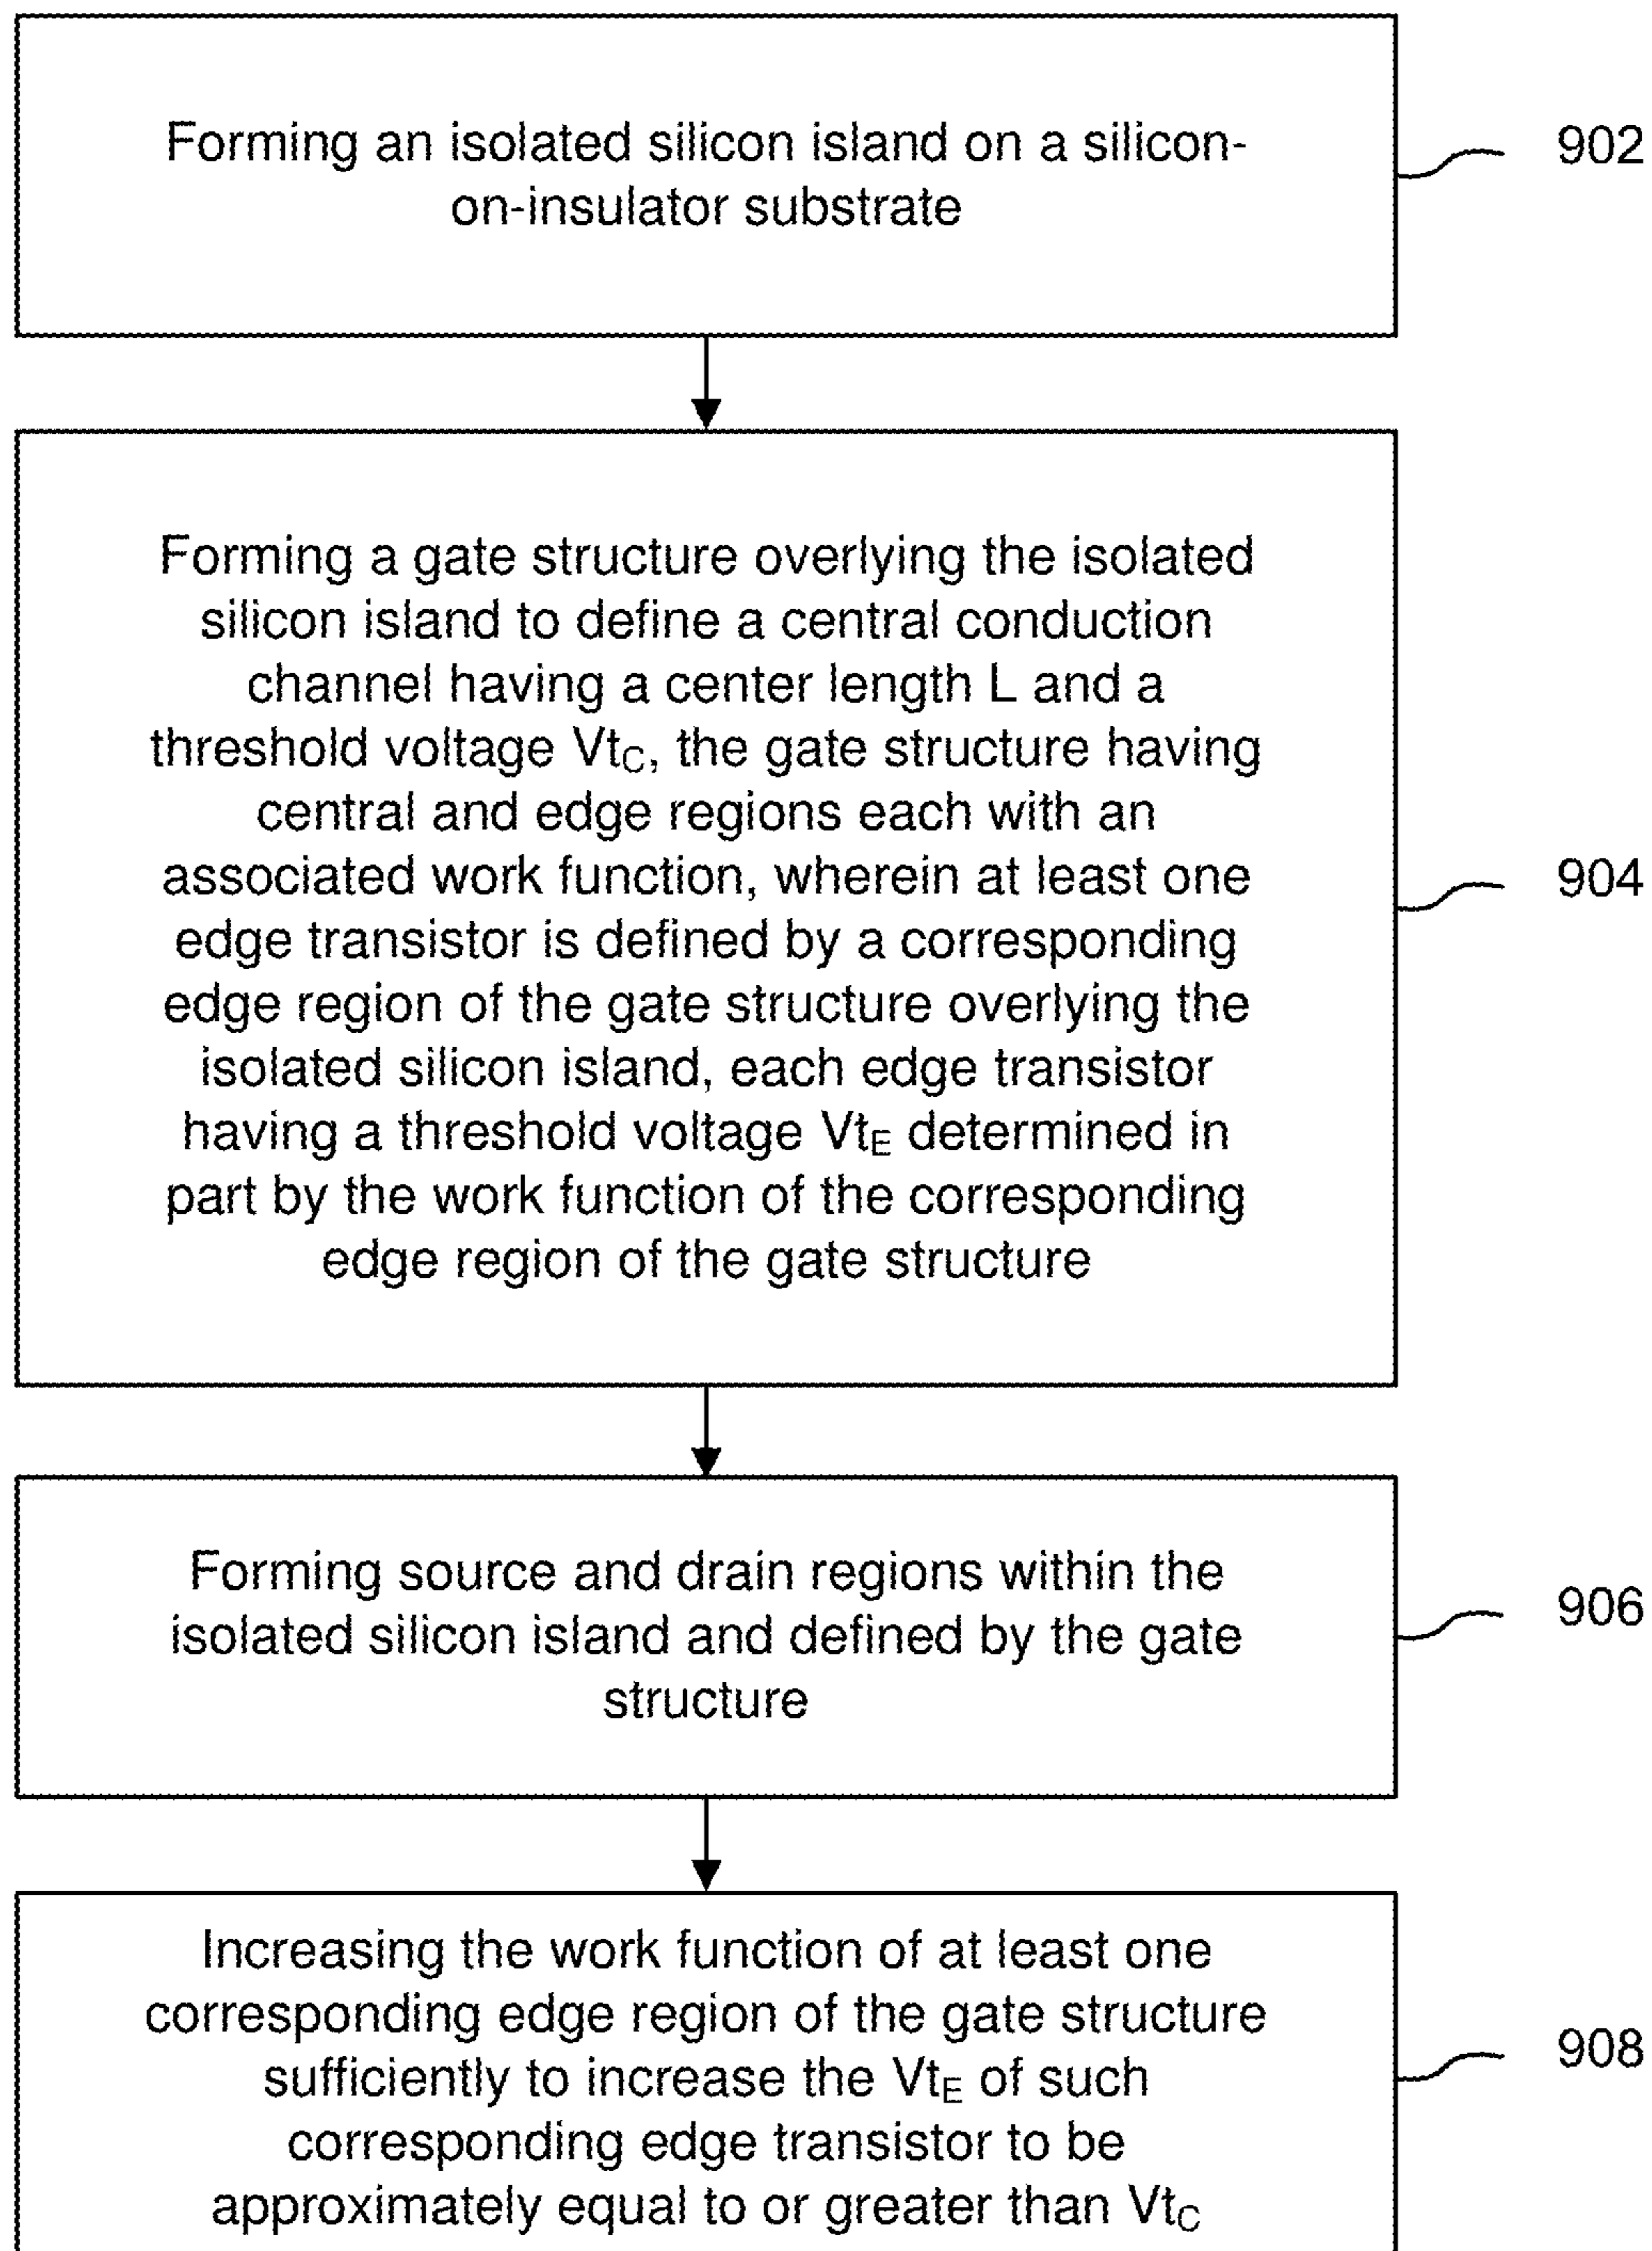 Forming an isolated silicon island on a silicon-
on-insulator substrate
902
Forming a gate structure overlying the isolated
silicon island to define a central conduction
channel having a center length L and a
threshold voltage Vt_C, the gate structure having
central and edge regions each with an
associated work function, wherein at least one
edge transistor is defined by a corresponding
edge region of the gate structure overlying the
isolated silicon island, each edge transistor
having a threshold voltage Vt_E determined in
part by the work function of the corresponding
edge region of the gate structure
904
Forming source and drain regions within the
isolated silicon island and defined by the gate
structure
906
Increasing the work function of at least one
corresponding edge region of the gate structure
sufficiently to increase the Vt_E of such
corresponding edge transistor to be
approximately equal to or greater than Vt_C
908